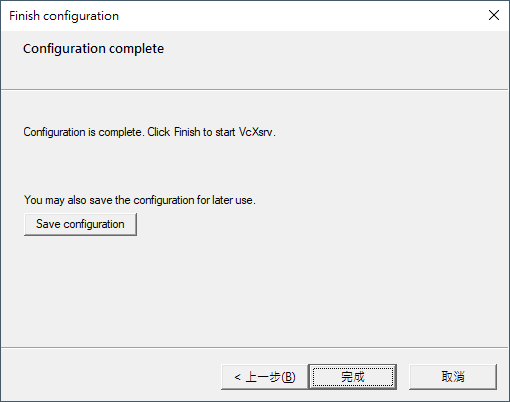 Finish configuration
Configuration complete
Configuration is complete. Click Finish to start VcXsrv.
You may also save the configuration for later use.
Save configuration
< 上一步(B)
完成
取消